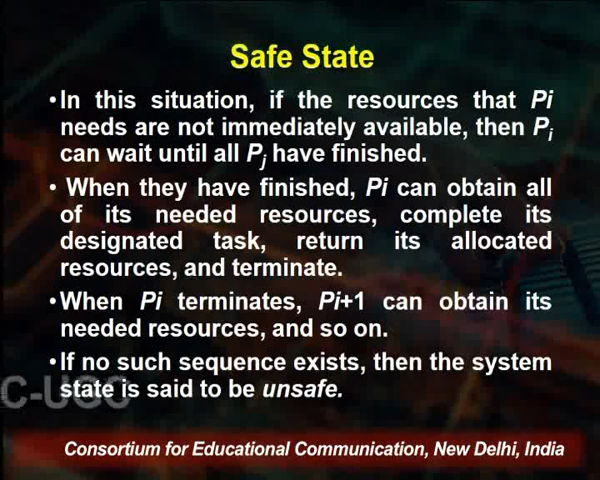 Safe State
•In this situation, if the resources that Pi
needs are not immediately available, then Pi
can wait until all Pj have finished.
• When they have finished, Pi can obtain all
of its needed resources, complete its
designated task, return its allocated
resources, and terminate.
•When Pi terminates, Pi+1 can obtain its
needed resources, and so on.
•If no such sequence exists, then the system
state is said to be unsafe.
C-UGC
Consortium for Educational Communication, New Delhi, India